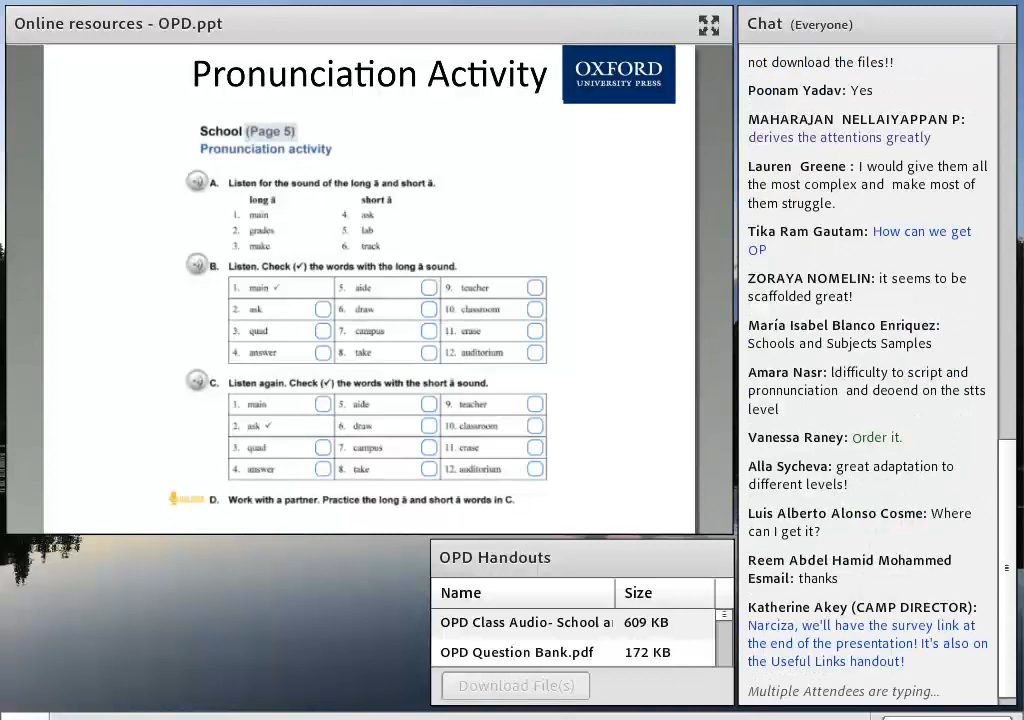 Online resources - OPD.ppt
Pronunciation Activity
OXFORD
UNIVERSITY PRESS
School (Page 5)
Pronunciation activity
A. Listen for the sound of the long ā and short ă.
long ā short ă
1. main 4. ask
2. grades 5. lab
3. make 6. track
B. Listen. Check (✓) the words with the long ā sound.
1. main ✓ 5. aide 9. teacher
2. ask 6. draw 10. classroom
3. quad 7. campus 11. erase
4. answer 8. take 12. auditorium
C. Listen again. Check (✓) the words with the short ă sound.
1. main 5. aide 9. teacher
2. ask ✓ 6. draw 10. classroom
3. quad 7. campus 11. erase
4. answer 8. take 12. auditorium
D. Work with a partner. Practice the long ā and short ă words in C.
OPD Handouts
Name Size
OPD Class Audio- School a 609 KB
OPD Question Bank.pdf 172 KB
Download File(s)
Chat (Everyone)
not download the files!!
Poonam Yadav: Yes
MAHARAJAN NELLAIYAPPAN P:
derives the attentions greatly
Lauren Greene : I would give them all
the most complex and make most of
them struggle.
Tika Ram Gautam: How can we get
OP
ZORAYA NOMELIN: it seems to be
scaffolded great!
María Isabel Blanco Enriquez:
Schools and Subjects Samples
Amara Nasr: ldifficulty to script and
pronnunciation and deoend on the stts
level
Vanessa Raney: Order it.
Alla Sycheva: great adaptation to
different levels!
Luis Alberto Alonso Cosme: Where
can I get it?
Reem Abdel Hamid Mohammed
Esmail: thanks
Katherine Akey (CAMP DIRECTOR):
Narciza, we'll have the survey link at
the end of the presentation! It's also on
the Useful Links handout!
Multiple Attendees are typing...